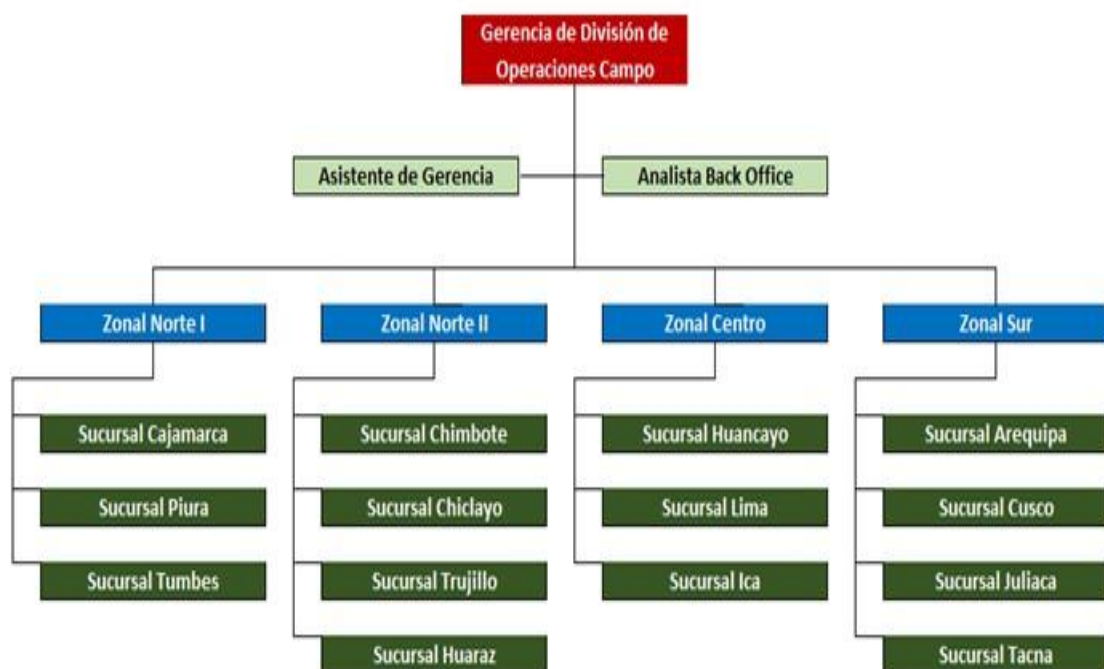 Gerencia de División de
Operaciones Campo
Asistente de Gerencia
Analista Back Office
Zonal Norte I
Zonal Norte II
Zonal Centro
Zonal Sur
Sucursal Cajamarca
Sucursal Chimbote
Sucursal Huancayo
Sucursal Arequipa
Sucursal Piura
Sucursal Chiclayo
Sucursal Lima
Sucursal Cusco
Sucursal Tumbes
Sucursal Trujillo
Sucursal Ica
Sucursal Juliaca
Sucursal Huaraz
Sucursal Tacna